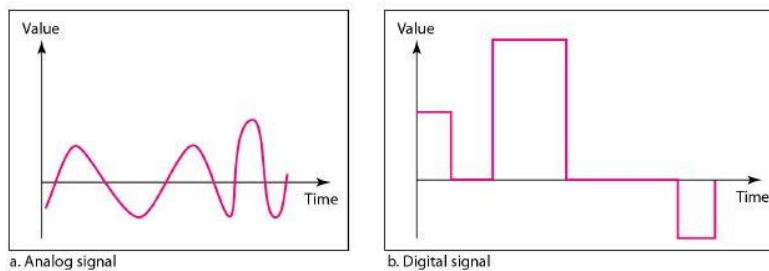 Value
Time
a. Analog signal
Value
Time
b. Digital signal